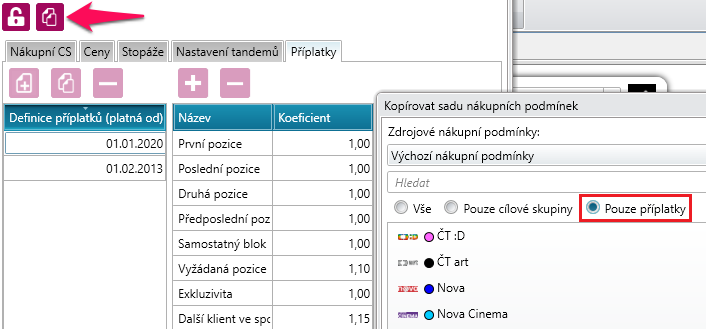 Nákupní CS Ceny Stopáže Nastavení tandemů Příplatky
Definice příplatků (platná od)
01.01.2020
01.02.2013
Název Koeficient
První pozice 1,00
Poslední pozice 1,00
Druhá pozice 1,00
Předposlední poz 1,00
Samostatný blok 1,00
Vyžádaná pozice 1,10
Exkluzivita 1,00
Další klient ve spo 1,15
Kopírovat sadu nákupních podmínek
Zdrojové nákupní podmínky:
Výchozí nákupní podmínky
Hledat
Vše Pouze cílové skupiny Pouze příplatky
ČT :D
ČT art
Nova
Nova Cinema